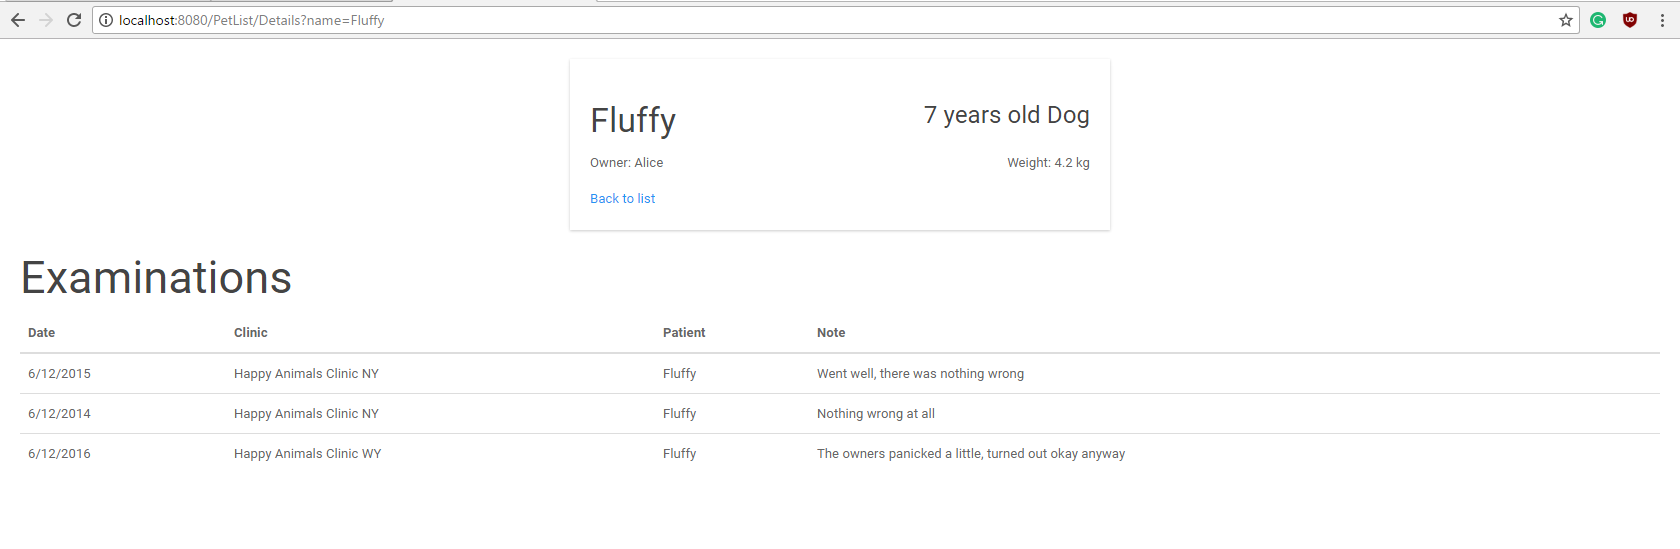 localhost:8080/PetList/Details?name=Fluffy
Fluffy 7 years old Dog
Owner: Alice Weight: 4.2 kg
Back to list
Examinations
Date Clinic Patient Note
6/12/2015 Happy Animals Clinic NY Fluffy Went well, there was nothing wrong
6/12/2014 Happy Animals Clinic NY Fluffy Nothing wrong at all
6/12/2016 Happy Animals Clinic WY Fluffy The owners panicked a little, turned out okay anyway